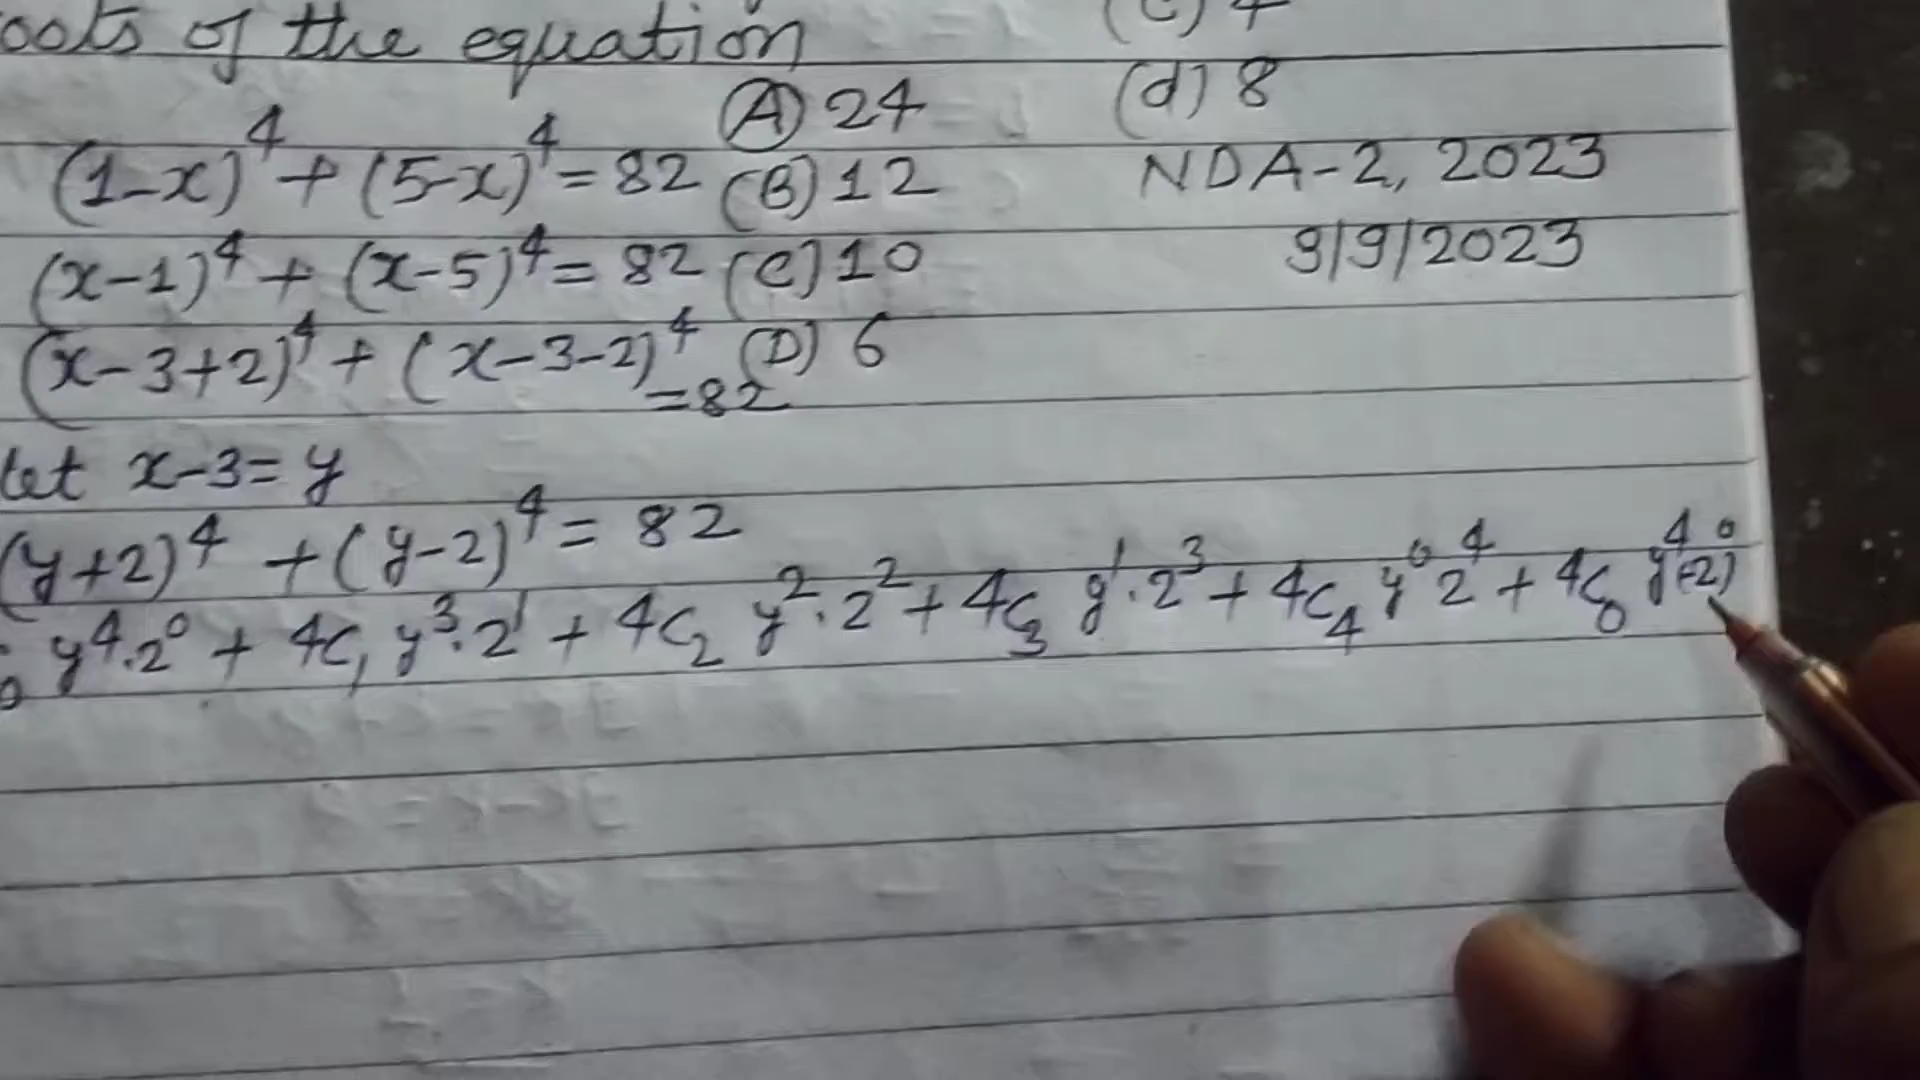 of the equation
(C) 4
(A) 24
(d) 8
(1-x)⁴ + (5-x)⁴ = 82 (B) 12
NDA-2, 2023
(x-1)⁴ + (x-5)⁴ = 82 (C) 10
9/9/2023
(x-3+2)⁴ + (x-3-2)⁴ (D) 6
=82
let x-3=y
(y+2)⁴ + (y-2)⁴ = 82
y⁴.2⁰ + 4C₁ y³.2¹ + 4C₂ y².2² + 4C₃ y¹.2³ + 4C₄ y⁰ 2⁴ + 4C₀ y⁴(-2)⁰